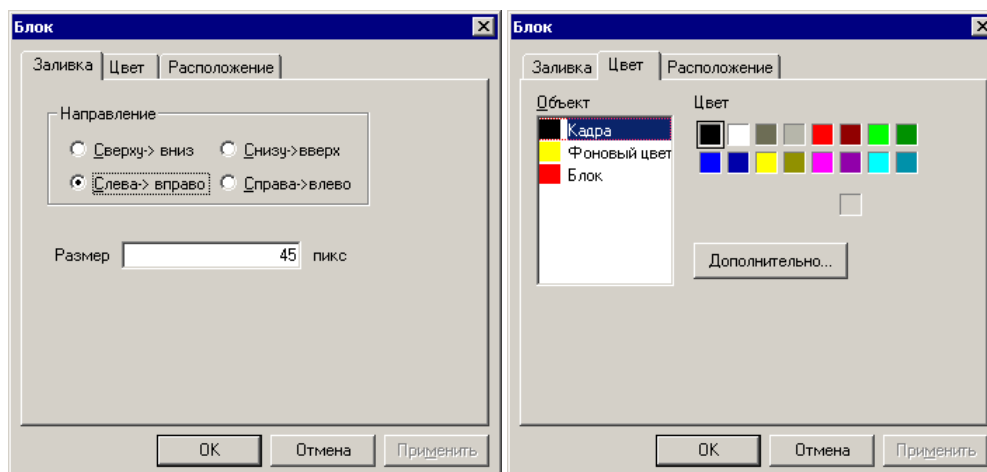 Блок
Заливка Цвет Расположение
Направление
Сверху-> вниз Снизу->вверх
Слева-> вправо Справа->влево
Размер 45 пикс
OK Отмена Применить
Блок
Заливка Цвет Расположение
Объект Цвет
Кадра
Фоновый цвет
Блок
Дополнительно...
OK Отмена Применить